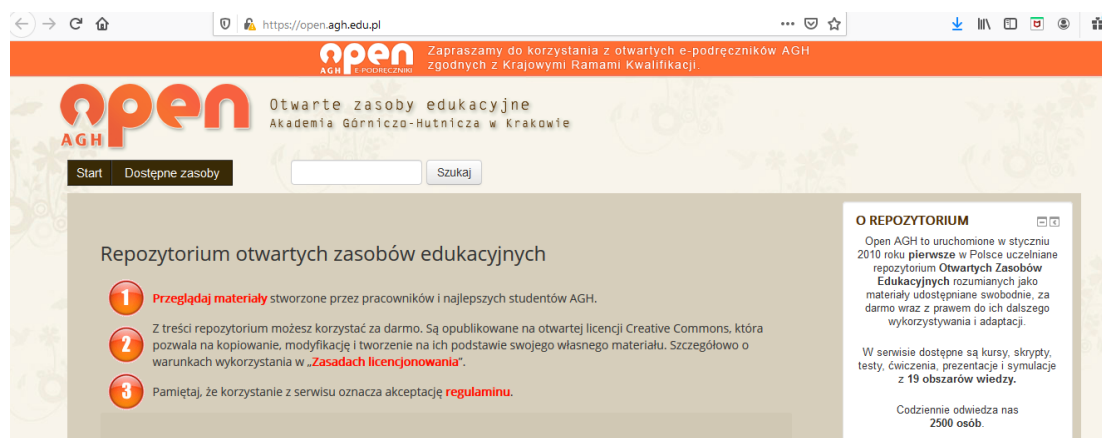 https://open.agh.edu.pl
open
AGH E-PODRĘCZNIKI
Zapraszamy do korzystania z otwartych e-podręczników AGH
zgodnych z Krajowymi Ramami Kwalifikacji.
open
AGH
Otwarte zasoby edukacyjne
Akademia Górniczo-Hutnicza w Krakowie
Start Dostępne zasoby
Szukaj
Repozytorium otwartych zasobów edukacyjnych
1 Przeglądaj materiały stworzone przez pracowników i najlepszych studentów AGH.
2 Z treści repozytorium możesz korzystać za darmo. Są opublikowane na otwartej licencji Creative Commons, która
pozwala na kopiowanie, modyfikację i tworzenie na ich podstawie swojego własnego materiału. Szczegółowo o
warunkach wykorzystania w „Zasadach licencjonowania”.
3 Pamiętaj, że korzystanie z serwisu oznacza akceptację regulaminu.
O REPOZYTORIUM
Open AGH to uruchomione w styczniu
2010 roku pierwsze w Polsce uczelniane
repozytorium Otwartych Zasobów
Edukacyjnych rozumianych jako
materiały udostępniane swobodnie, za
darmo wraz z prawem do ich dalszego
wykorzystywania i adaptacji.
W serwisie dostępne są kursy, skrypty,
testy, ćwiczenia, prezentacje i symulacje
z 19 obszarów wiedzy.
Codziennie odwiedza nas
2500 osób.